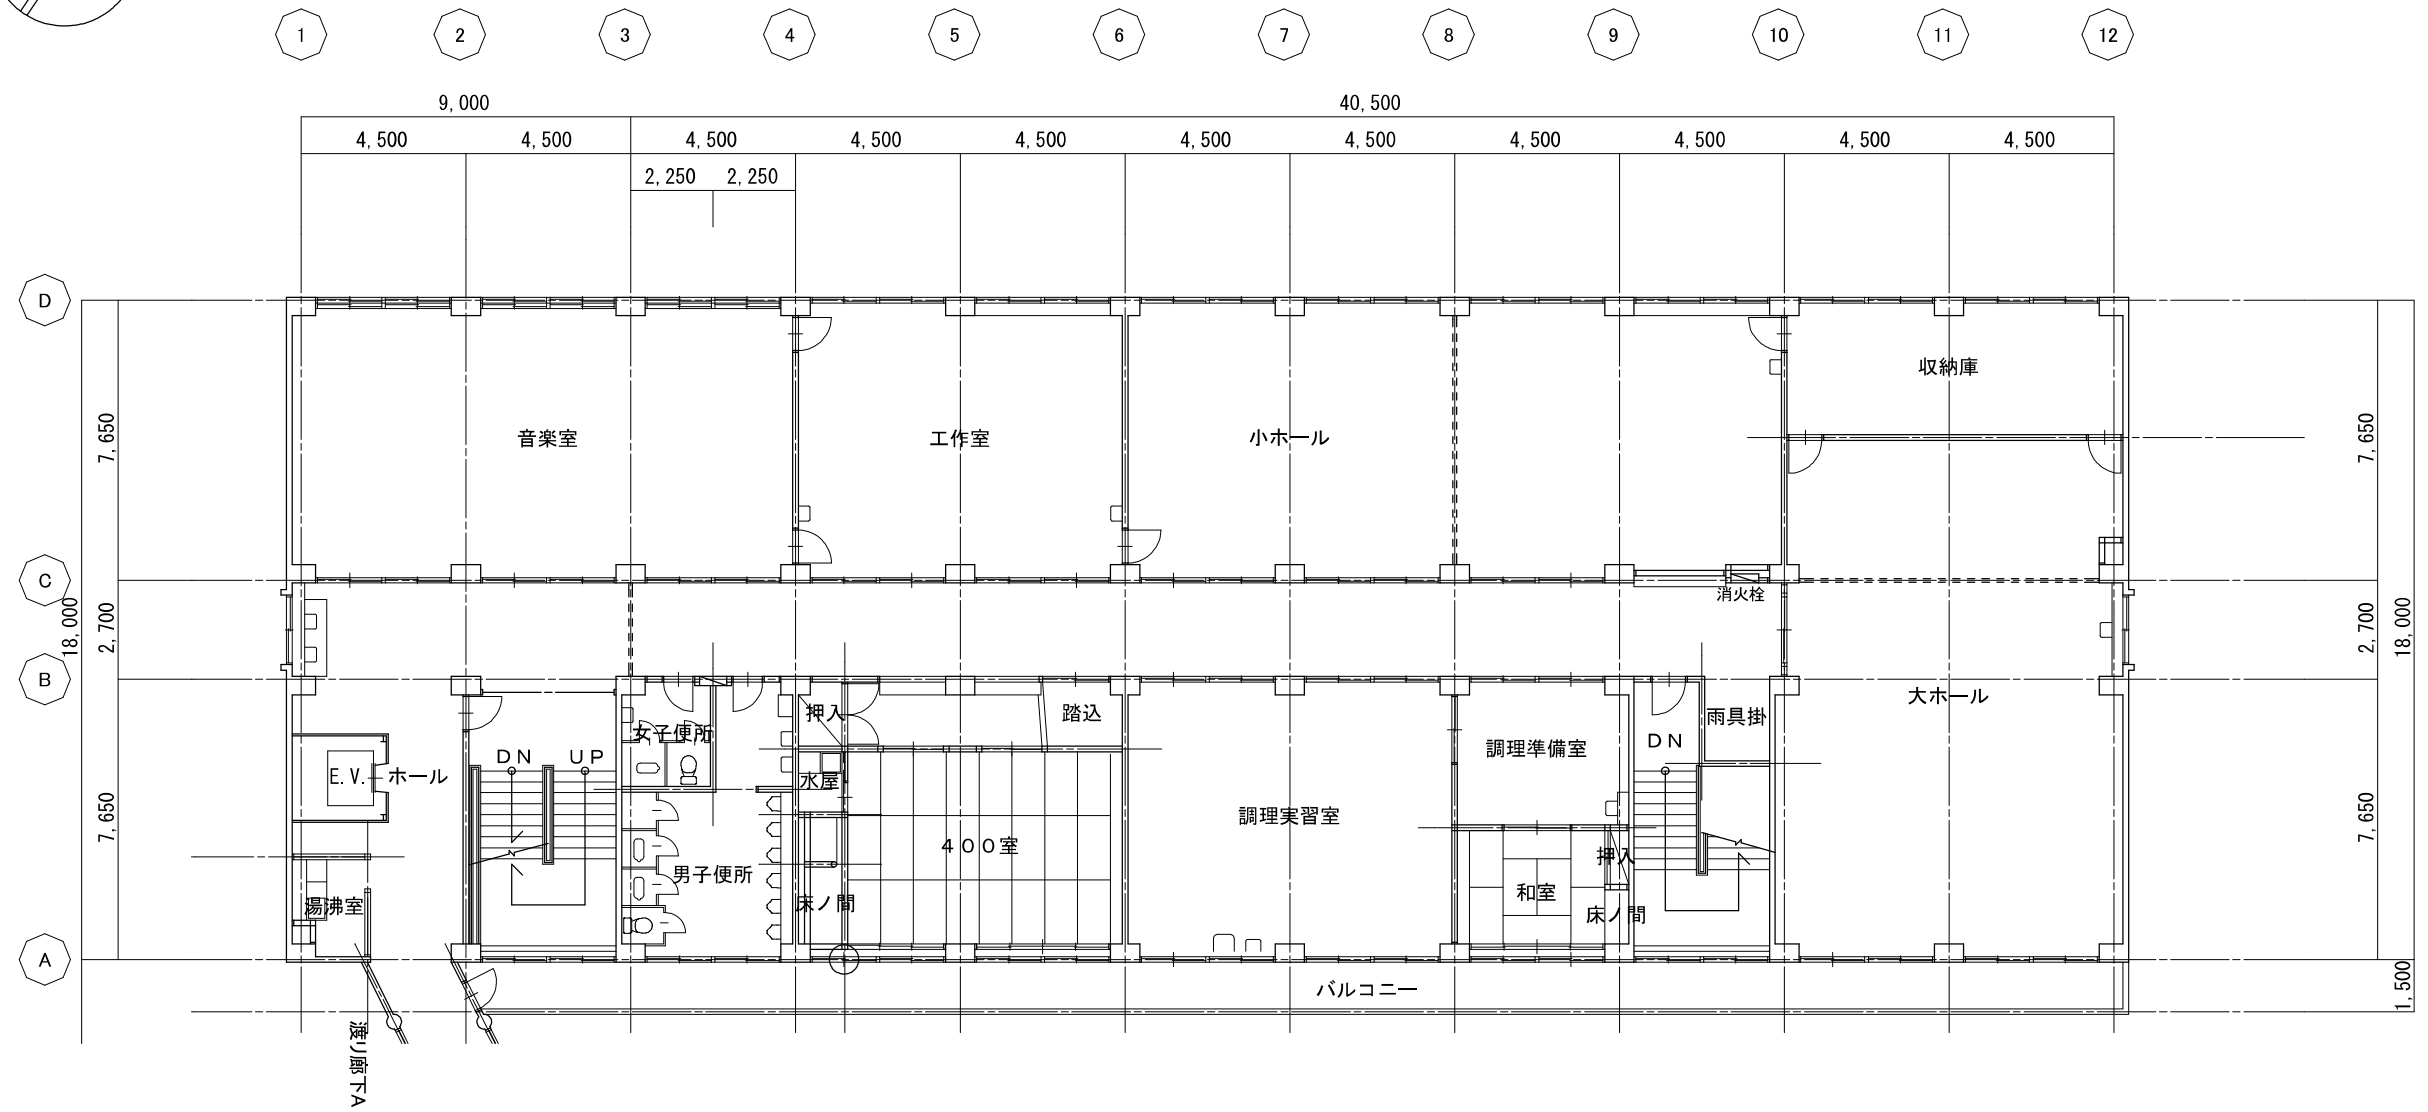 1 2 3 4 5 6 7 8 9 10 11 12
9,000 40,500
4,500 4,500 4,500 4,500 4,500 4,500 4,500 4,500 4,500 4,500 4,500
2,250 2,250
D
C
B
A
7,650
2,700
18,000
7,650
音楽室
工作室
小ホール
収納庫
消火栓
大ホール
押入
踏込
女子便所
雨具掛
DN UP
調理準備室
DN
E.V.
ホール
水屋
調理実習室
400室
押入
男子便所
和室
湯沸室
床ノ間
床ノ間
バルコニー
渡り廊下A
7,650
2,700
18,000
7,650
1,500